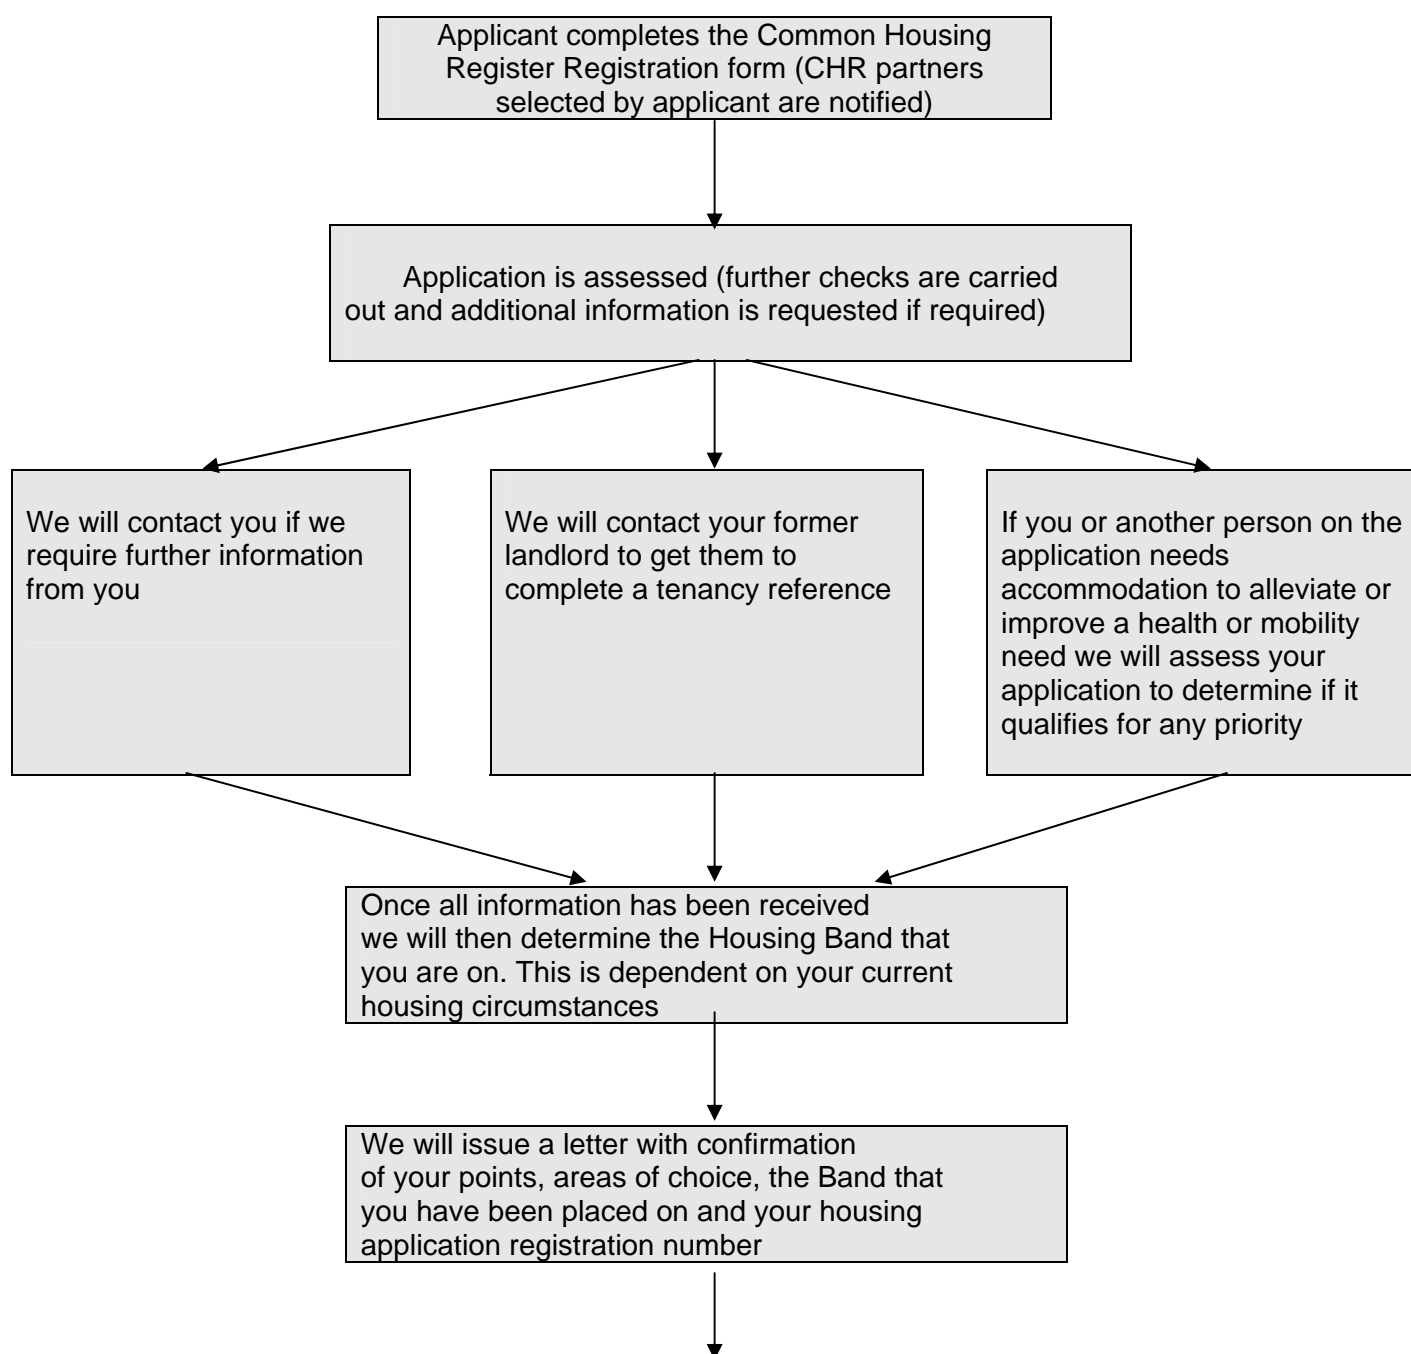 Applicant completes the Common Housing
Register Registration form (CHR partners
selected by applicant are notified)
Application is assessed (further checks are carried
out and additional information is requested if required)
We will contact you if we
require further information
from you
We will contact your former
landlord to get them to
complete a tenancy reference
If you or another person on the
application needs
accommodation to alleviate or
improve a health or mobility
need we will assess your
application to determine if it
qualifies for any priority
Once all information has been received
we will then determine the Housing Band that
you are on. This is dependent on your current
housing circumstances
We will issue a letter with confirmation
of your points, areas of choice, the Band that
you have been placed on and your housing
application registration number